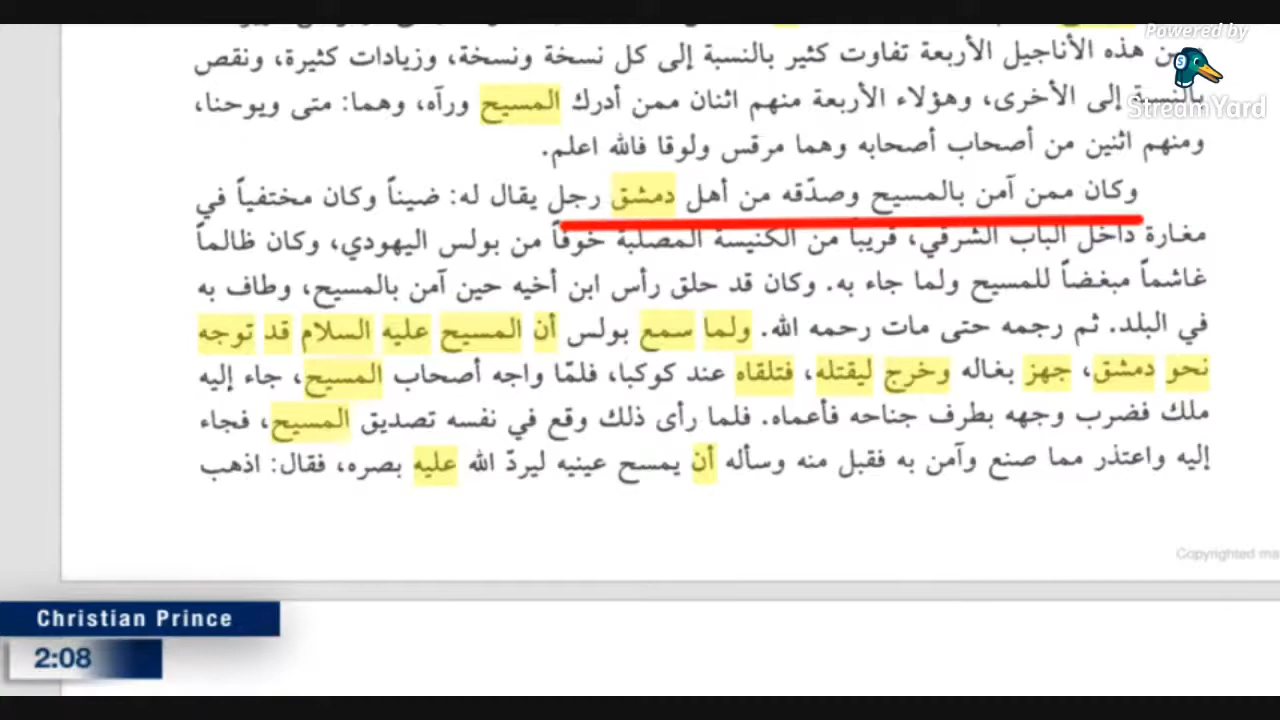 Powered by
StreamYard
هذه الأناجيل الأربعة تفاوت كثير بالنسبة إلى كل نسخة ونسخة، وزيادات كثيرة، ونقص
بالنسبة إلى الأخرى، وهؤلاء الأربعة منهم اثنان ممن أدرك المسيح ورآه، وهما: متى ويوحنا،
ومنهم اثنين من أصحاب أصحابه وهما مرقس ولوقا فالله اعلم.
وكان ممن آمن بالمسيح وصدّقه من أهل دمشق رجل يقال له: ضيناً وكان مختفياً في
مغارة داخل الباب الشرقي، قريباً من الكنيسة المصلبة خوفاً من بولس اليهودي، وكان ظالماً
غاشماً مبغضاً للمسيح ولما جاء به. وكان قد حلق رأس ابن أخيه حين آمن بالمسيح، وطاف به
في البلد. ثم رجمه حتى مات رحمه الله. ولما سمع بولس أن المسيح عليه السلام قد توجه
نحو دمشق، جهز بغاله وخرج ليقتله، فتلقاه عند كوكبا، فلمّا واجه أصحاب المسيح، جاء إليه
ملك فضرب وجهه بطرف جناحه فأعماه. فلما رأى ذلك وقع في نفسه تصديق المسيح، فجاء
إليه واعتذر مما صنع وآمن به فقبل منه وسأله أن يمسح عينيه ليردّ الله عليه بصره، فقال: اذهب
Copyrighted ma
Christian Prince
2:08